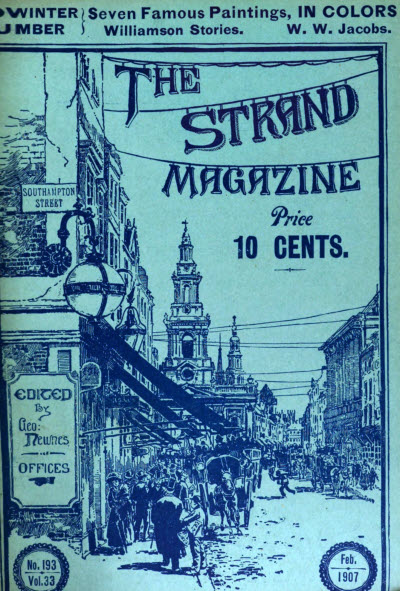 WINTER Seven Famous Paintings, IN COLORS
UMBER Williamson Stories. W. W. Jacobs.
THE
STRAND
MAGAZINE
Price
10 CENTS.
SOUTHAMPTON
STREET
EDITED
By
Geo:
Newnes
OFFICES
No. 193
Vol. 33
Feb.
1907